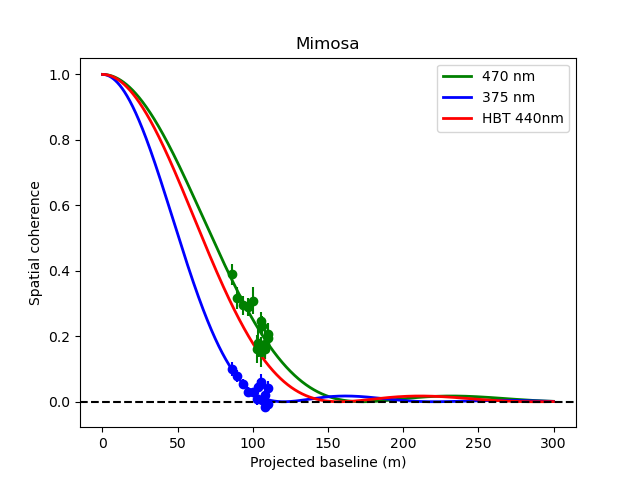 Mimosa
Spatial coherence
1.0
0.8
0.6
0.4
0.2
0.0
470 nm
375 nm
HBT 440nm
0 50 100 150 200 250 300
Projected baseline (m)